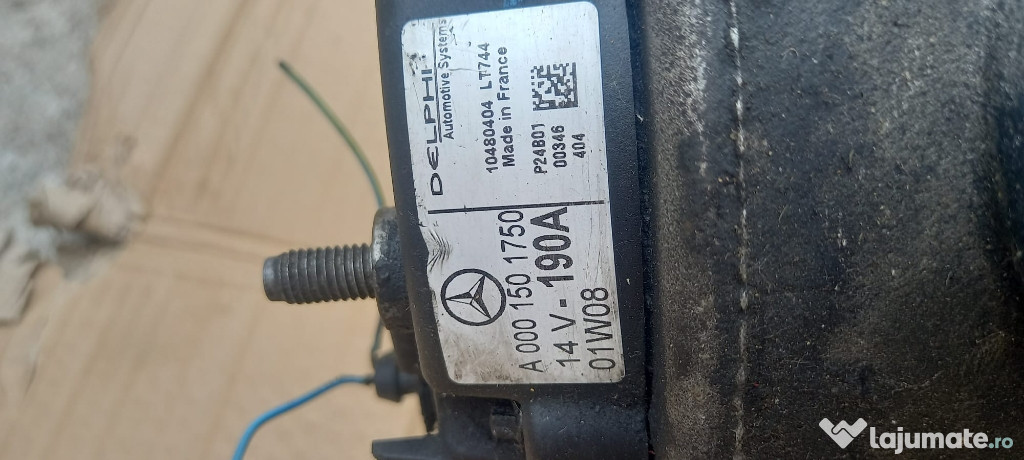 DELPHI
Automotive Systems
10480404 LT744
Made in France
P24B01
00346
404
A 000 150 1750
14 V - 190A
01W08
lajumate.ro